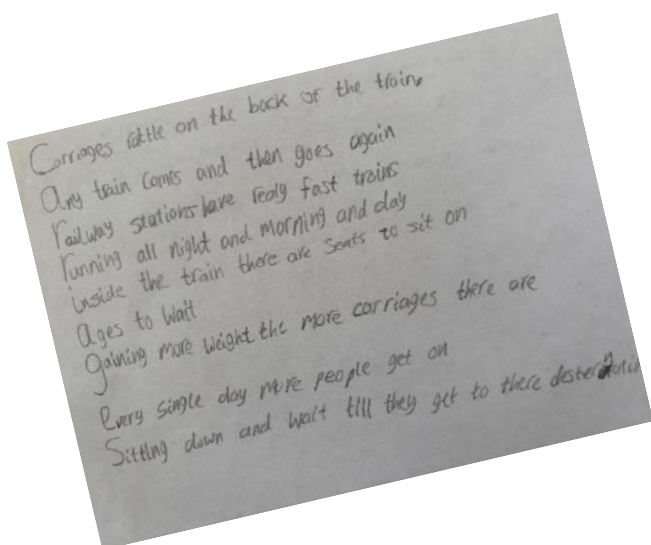 Carriages rattle on the back of the train.
Any train comes and then goes again
railway stations have realy fast trains
running all night and morning and day
inside the train there are seats to sit on
ages to wait
gaining more weight the more carriages there are
Every single day more people get on
Sitting down and wait till they get to there